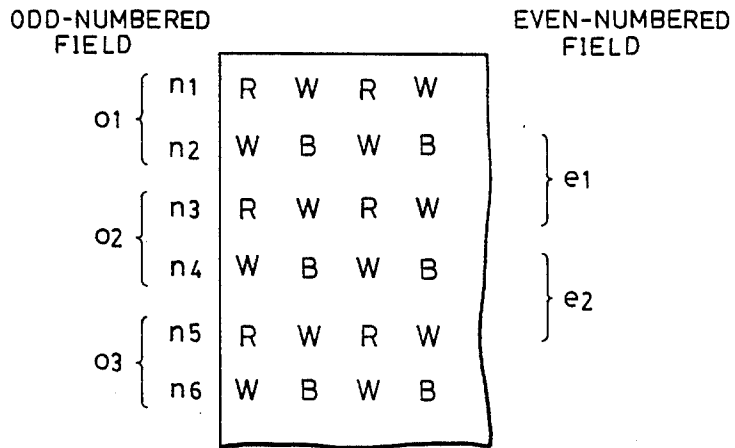 ODD-NUMBERED FIELD
EVEN-NUMBERED FIELD
o1
n1 R W R W
n2 W B W B
e1
o2
n3 R W R W
n4 W B W B
e2
o3
n5 R W R W
n6 W B W B